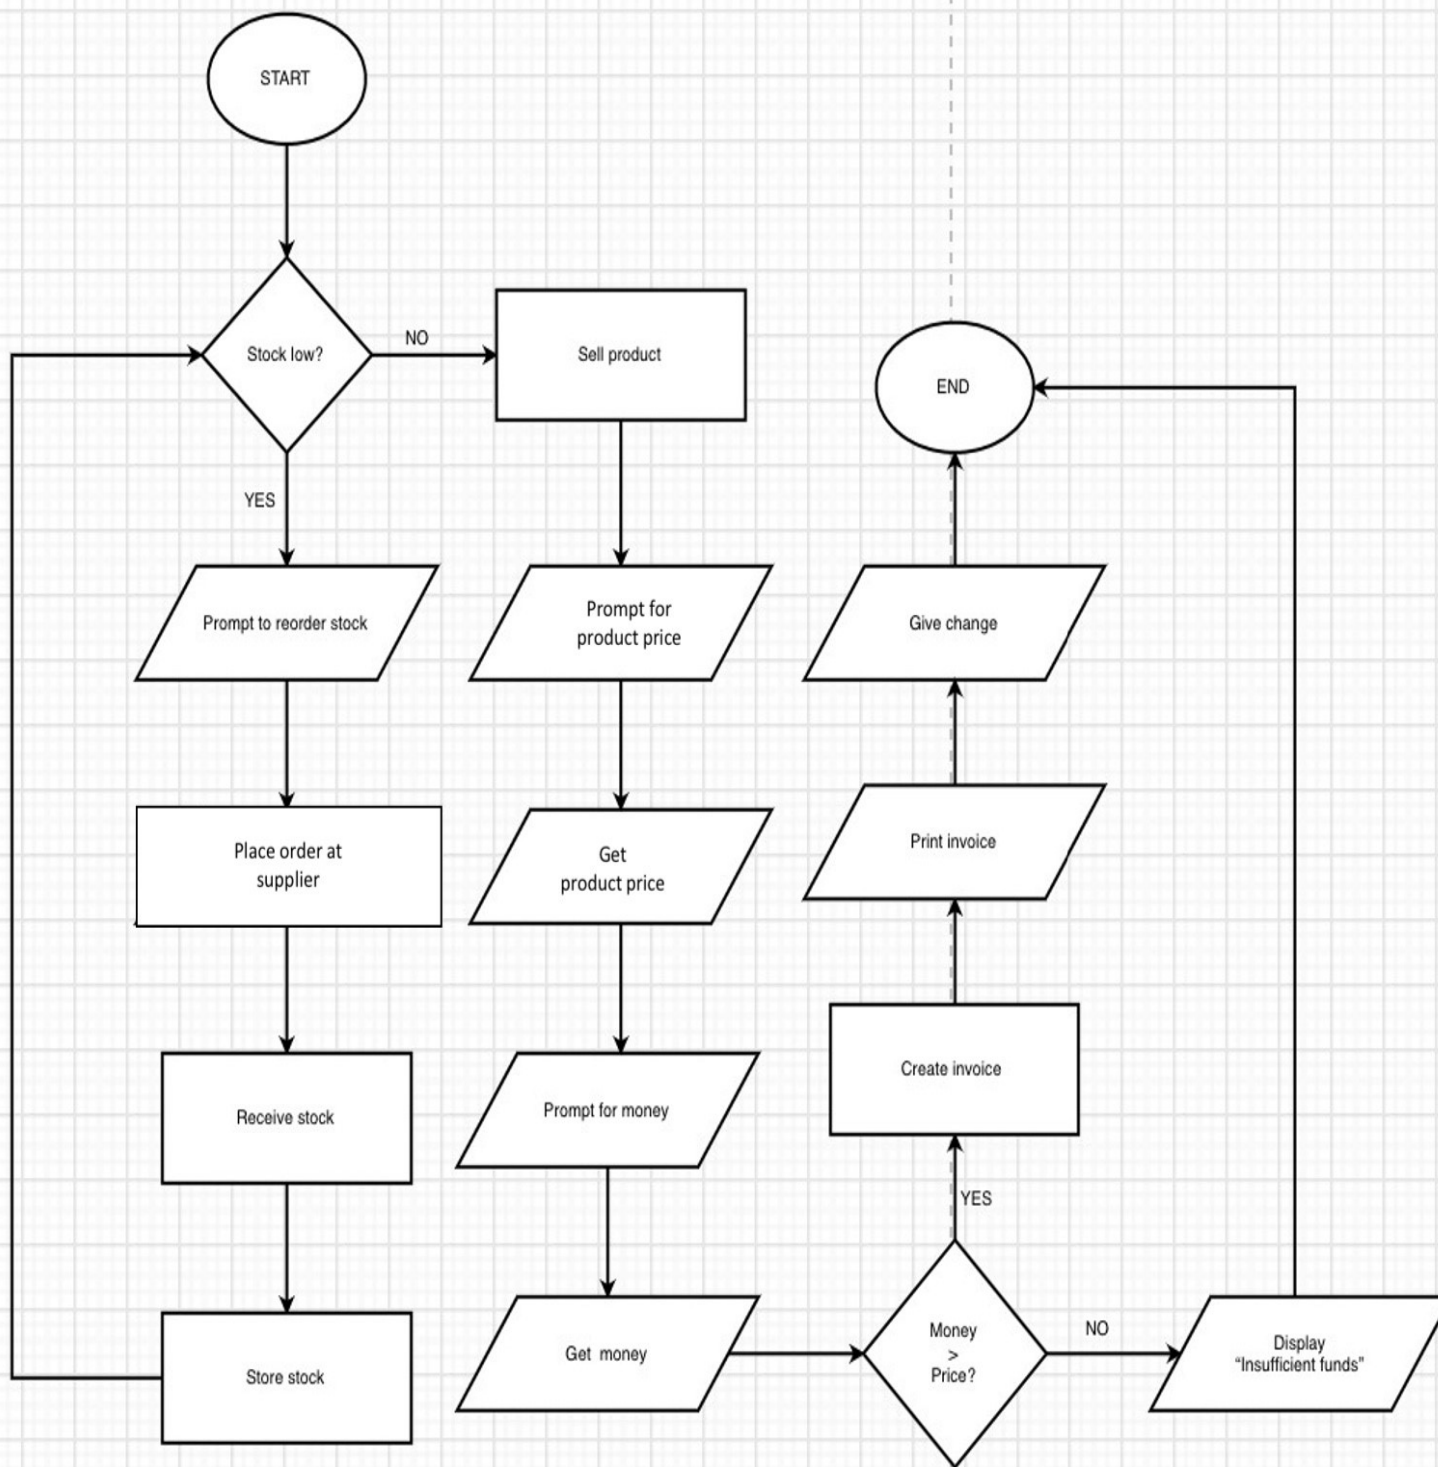 START
Stock low?
NO
Sell product
END
YES
Prompt to reorder stock
Prompt for
product price
Give change
Place order at
supplier
Get
product price
Print invoice
Receive stock
Prompt for money
Create invoice
YES
Store stock
Get money
Money
>
Price?
NO
Display
“Insufficient funds”